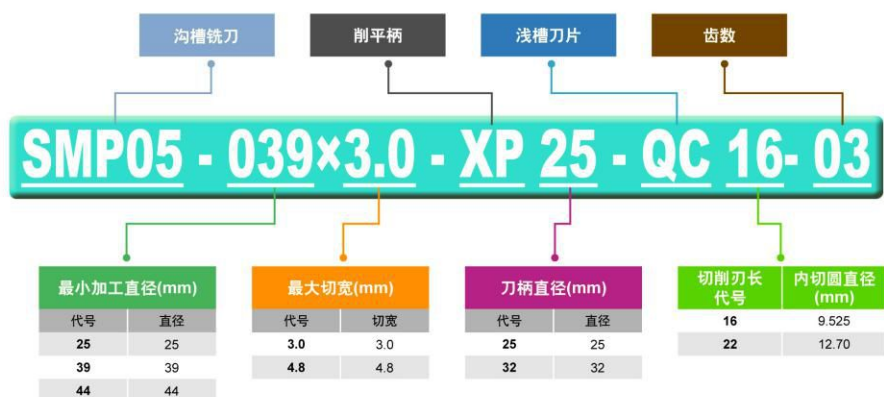 沟槽铣刀 削平柄 浅槽刀片 齿数
SMP05 - 039×3.0 - XP 25 - QC 16- 03
最小加工直径(mm)
代号 直径
25 25
39 39
44 44
最大切宽(mm)
代号 切宽
3.0 3.0
4.8 4.8
刀柄直径(mm)
代号 直径
25 25
32 32
切削刃长 内切圆直径
代号 (mm)
16 9.525
22 12.70